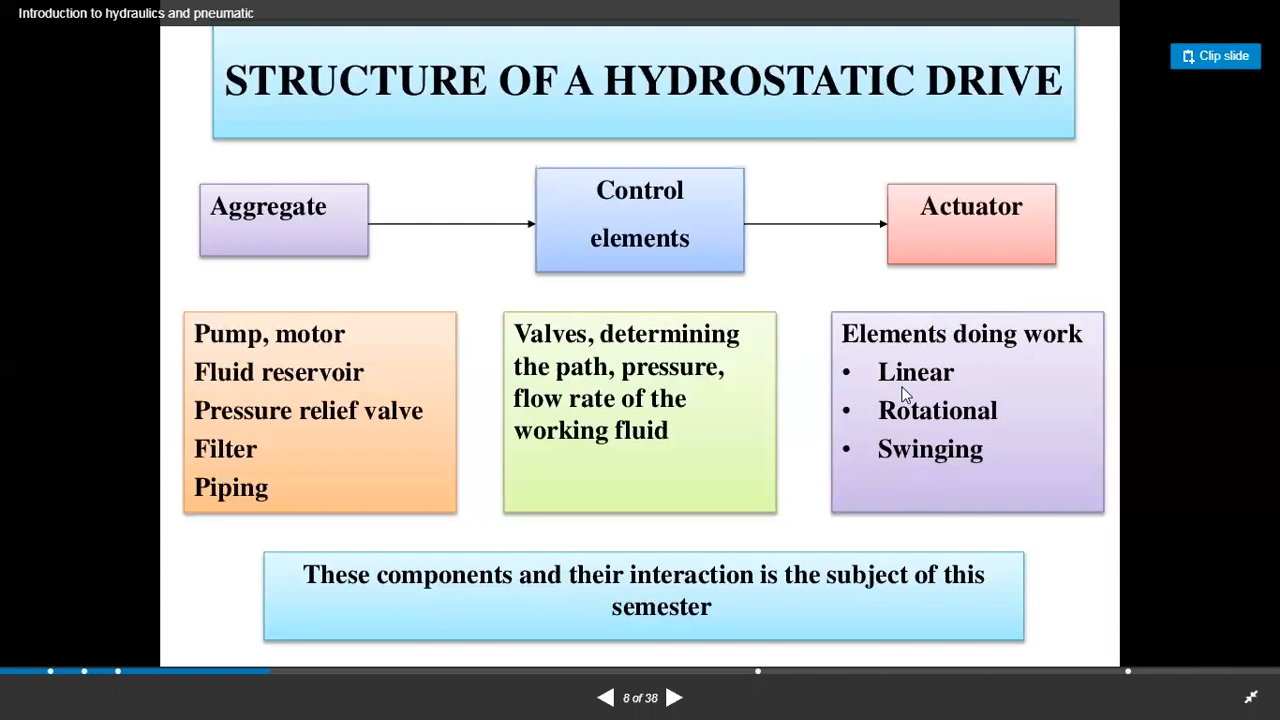 Introduction to hydraulics and pneumatic
Clip slide
STRUCTURE OF A HYDROSTATIC DRIVE
Aggregate
Control
elements
Actuator
Pump, motor
Fluid reservoir
Pressure relief valve
Filter
Piping
Valves, determining
the path, pressure,
flow rate of the
working fluid
Elements doing work
• Linear
• Rotational
• Swinging
These components and their interaction is the subject of this
semester
8 of 38